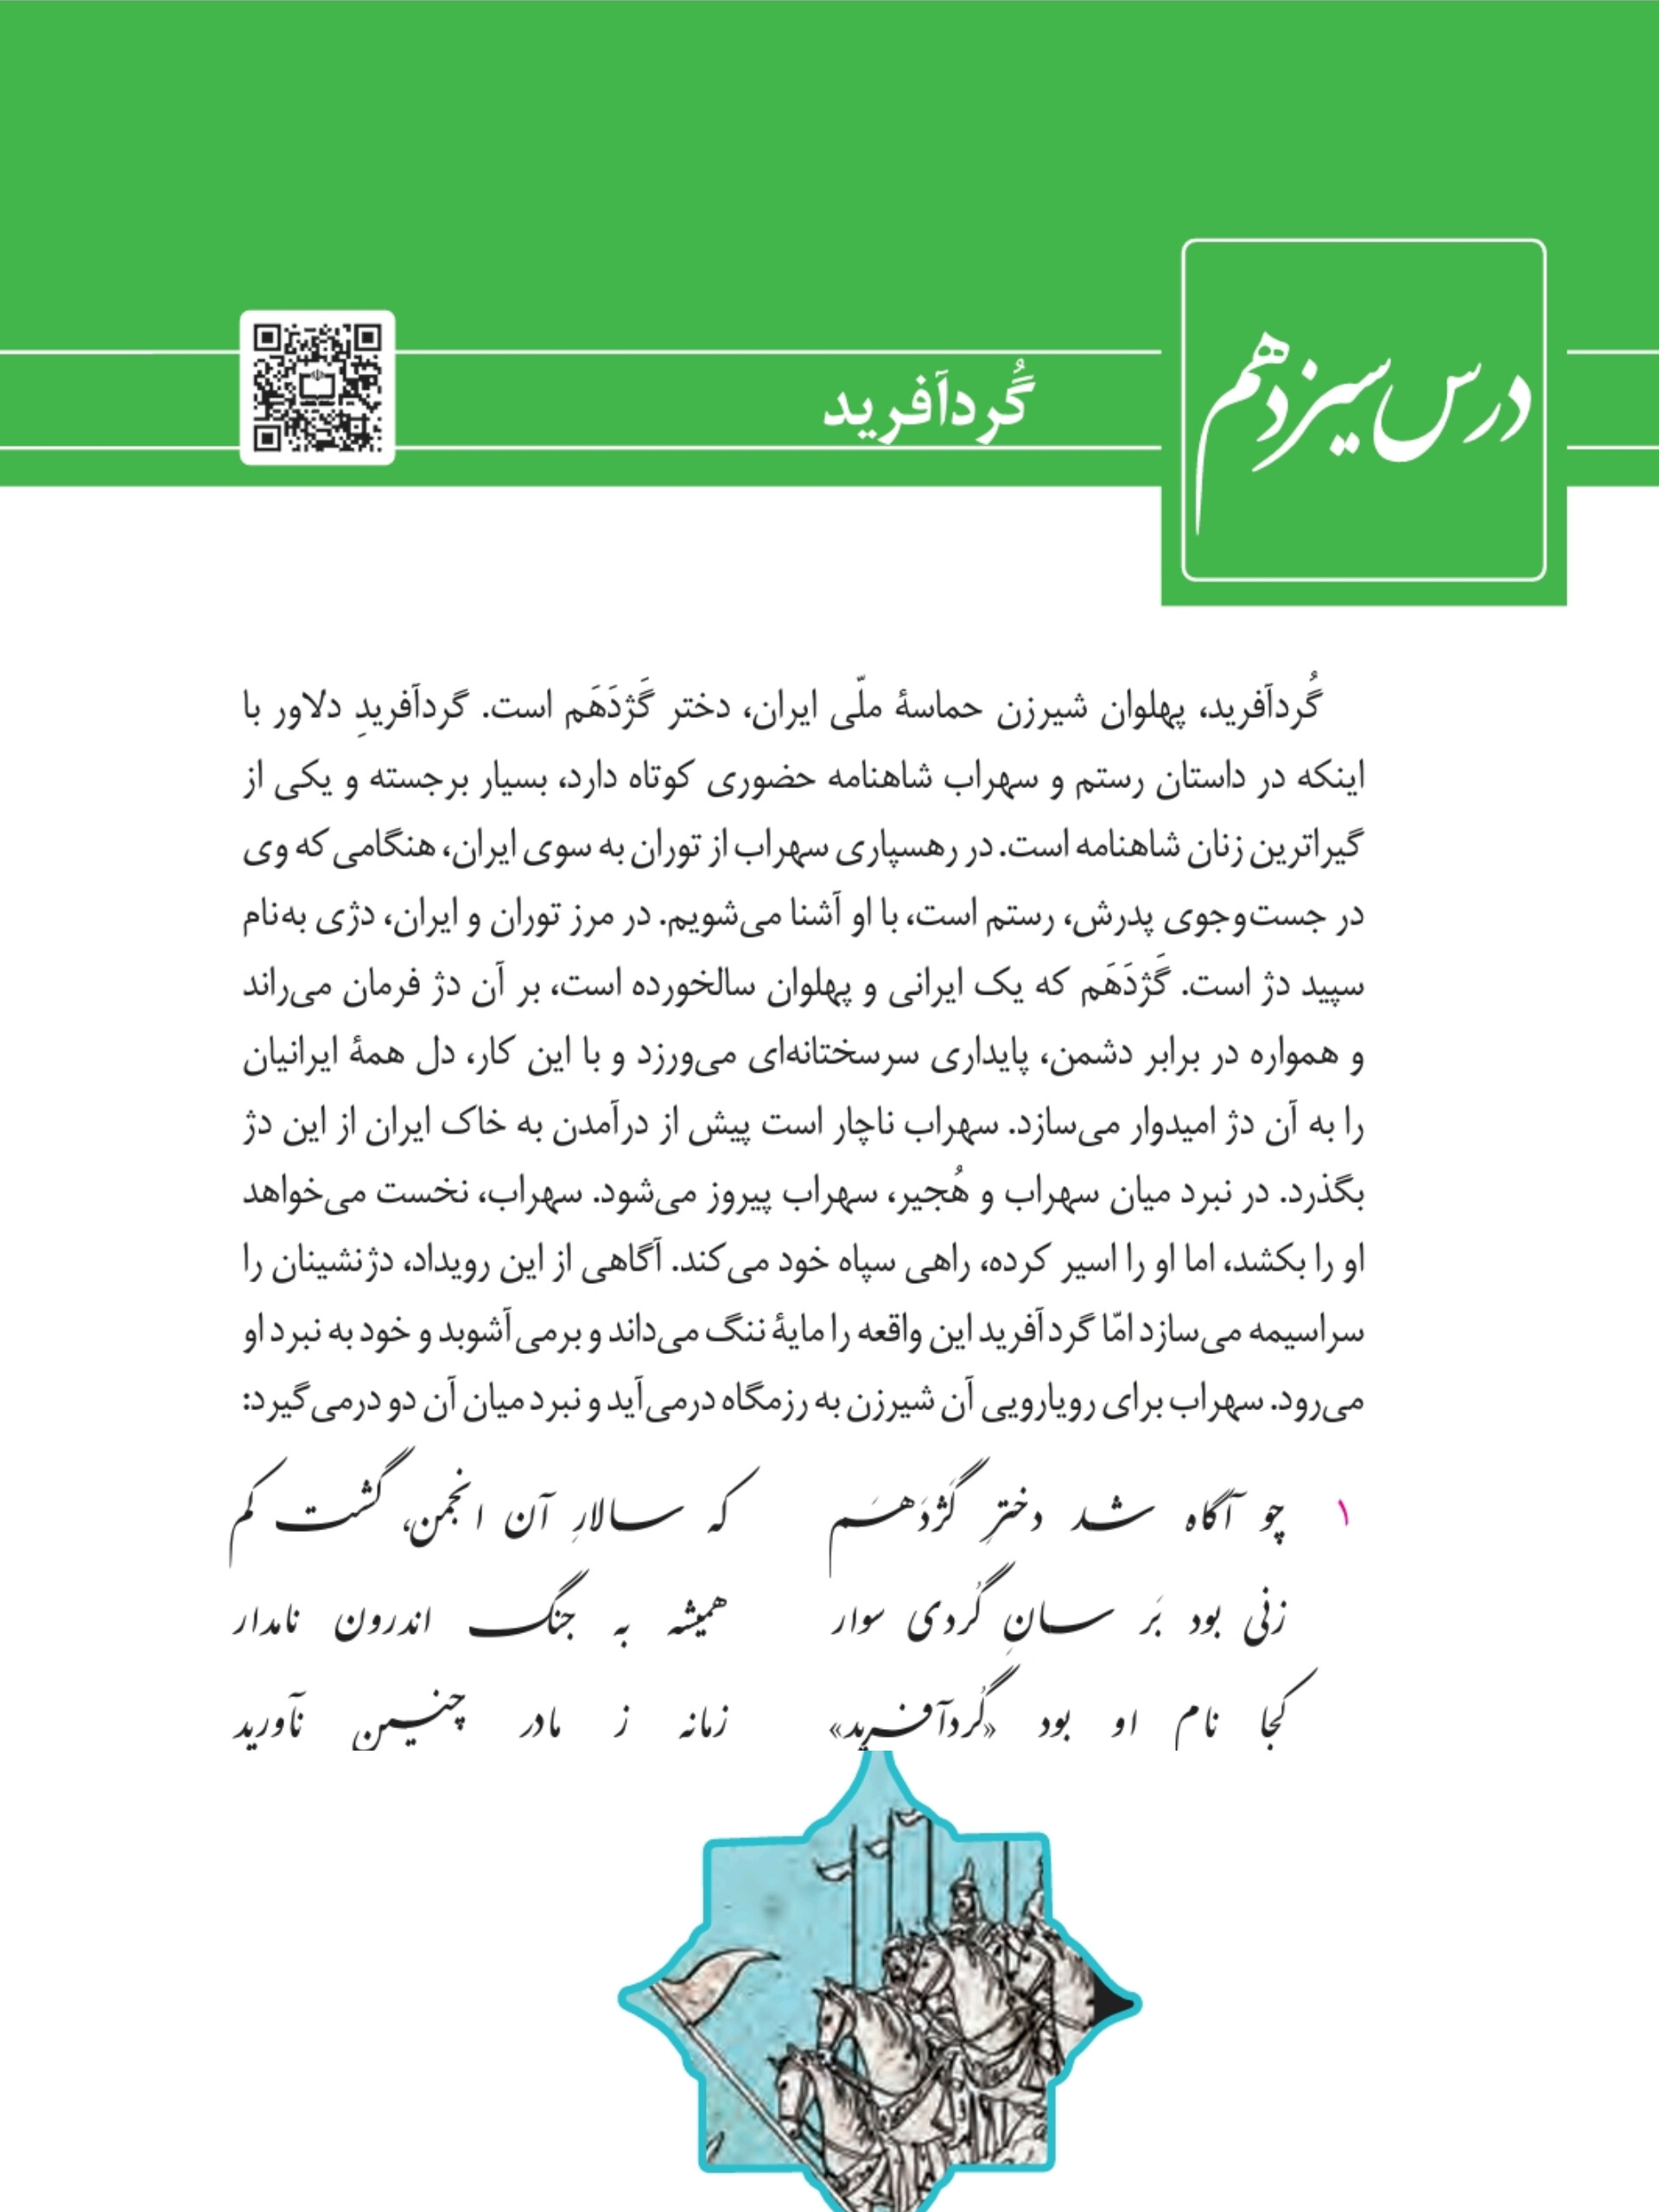 درس سیزدهم
گُردآفرید
گُردآفرید، پهلوان شیرزن حماسهٔ ملّی ایران، دختر گَژدَهَم است. گردآفریدِ دلاور با
اینکه در داستان رستم و سهراب شاهنامه حضوری کوتاه دارد، بسیار برجسته و یکی از
گیراترین زنان شاهنامه است. در رهسپاری سهراب از توران به سوی ایران، هنگامی که وی
در جست‌وجوی پدرش، رستم است، با او آشنا می‌شویم. در مرز توران و ایران، دژی به‌نام
سپید دژ است. گَژدَهَم که یک ایرانی و پهلوان سالخورده است، بر آن دژ فرمان می‌راند
و همواره در برابر دشمن، پایداری سرسختانه‌ای می‌ورزد و با این کار، دل همهٔ ایرانیان
را به آن دژ امیدوار می‌سازد. سهراب ناچار است پیش از درآمدن به خاک ایران از این دژ
بگذرد. در نبرد میان سهراب و هُجیر، سهراب پیروز می‌شود. سهراب، نخست می‌خواهد
او را بکشد، اما او را اسیر کرده، راهی سپاه خود می‌کند. آگاهی از این رویداد، دژنشینان را
سراسیمه می‌سازد امّا گردآفرید این واقعه را مایهٔ ننگ می‌داند و برمی‌آشوبد و خود به نبرد او
می‌رود. سهراب برای رویارویی آن شیرزن به رزمگاه درمی‌آید و نبرد میان آن دو درمی‌گیرد:
۱ چو آگاه شد دخترِ گَژدَهَم که سالارِ آن انجمن، گشت کم
زنی بود بَر سانِ گُردی سوار همیشه به جنگ اندرون نامدار
کجا نام او بود «گُردآفرید» زمانه ز مادر چنین نآورید